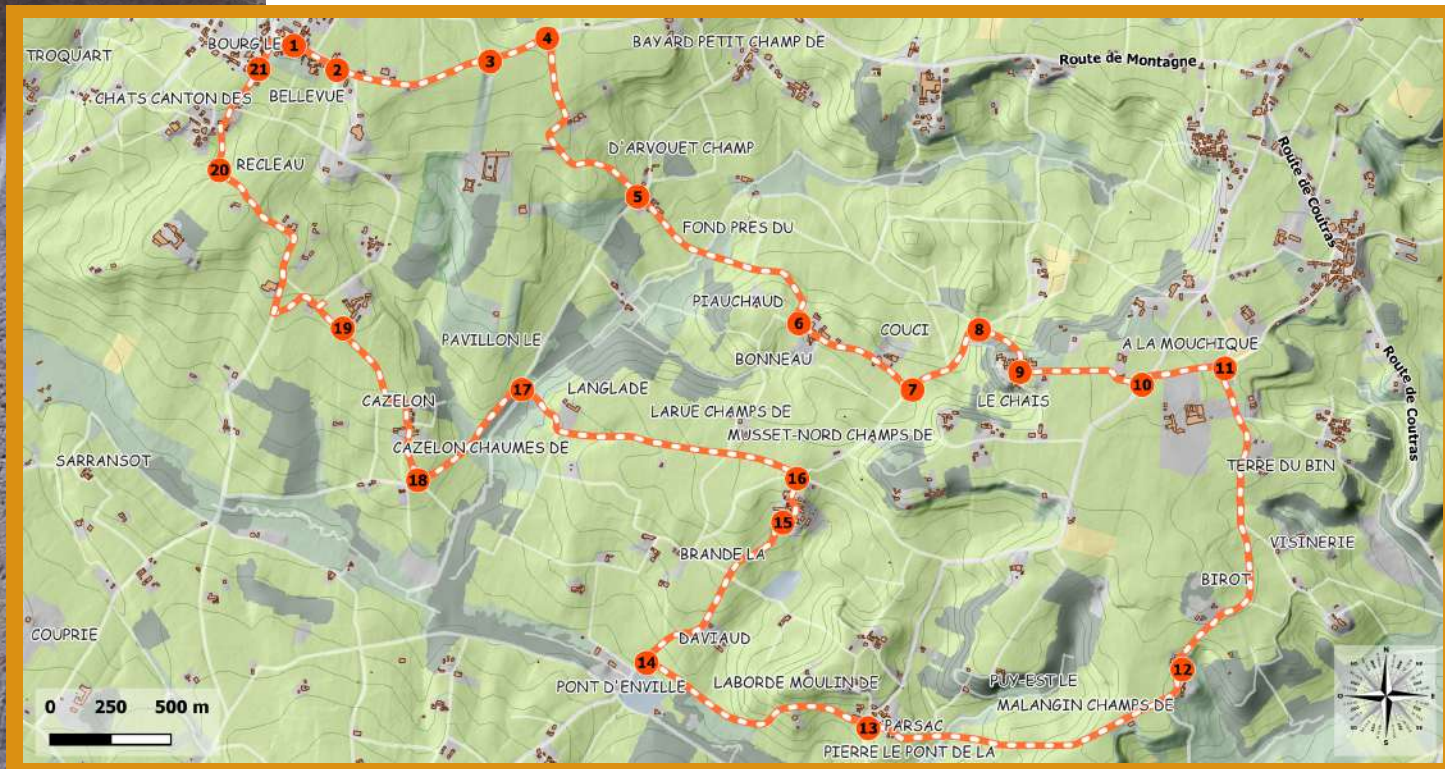 4
BOURG LE
1
BAYARD PETIT CHAMP DE
TROQUART
21
2
3
Route de Montagne
CHATS CANTON DES
BELLEVUE
20
RECLEAU
D'ARVOUET CHAMP
Route de Coutras
5
FOND PRES DU
PIAUCHAUD
6
COUCI
8
19
PAVILLON LE
BONNEAU
A LA MOUCHIQUE
9
11
10
7
17
LANGLADE
LE CHAIS
Route de Coutras
CAZELON
LARUE CHAMPS DE
MUSSET-NORD CHAMPS DE
CAZELON CHAUMES DE
SARRANSOT
TERRE DU BIN
18
16
15
BRANDE LA
VISINERIE
BIROT
COUPRIE
DAVIAUD
14
12
PONT D'ENVILLE
LABORDE MOULIN DE
PUY-EST LE
MALANGIN CHAMPS DE
13
PARSAC
PIERRE LE PONT DE LA
0 250 500 m
N
O
E
S